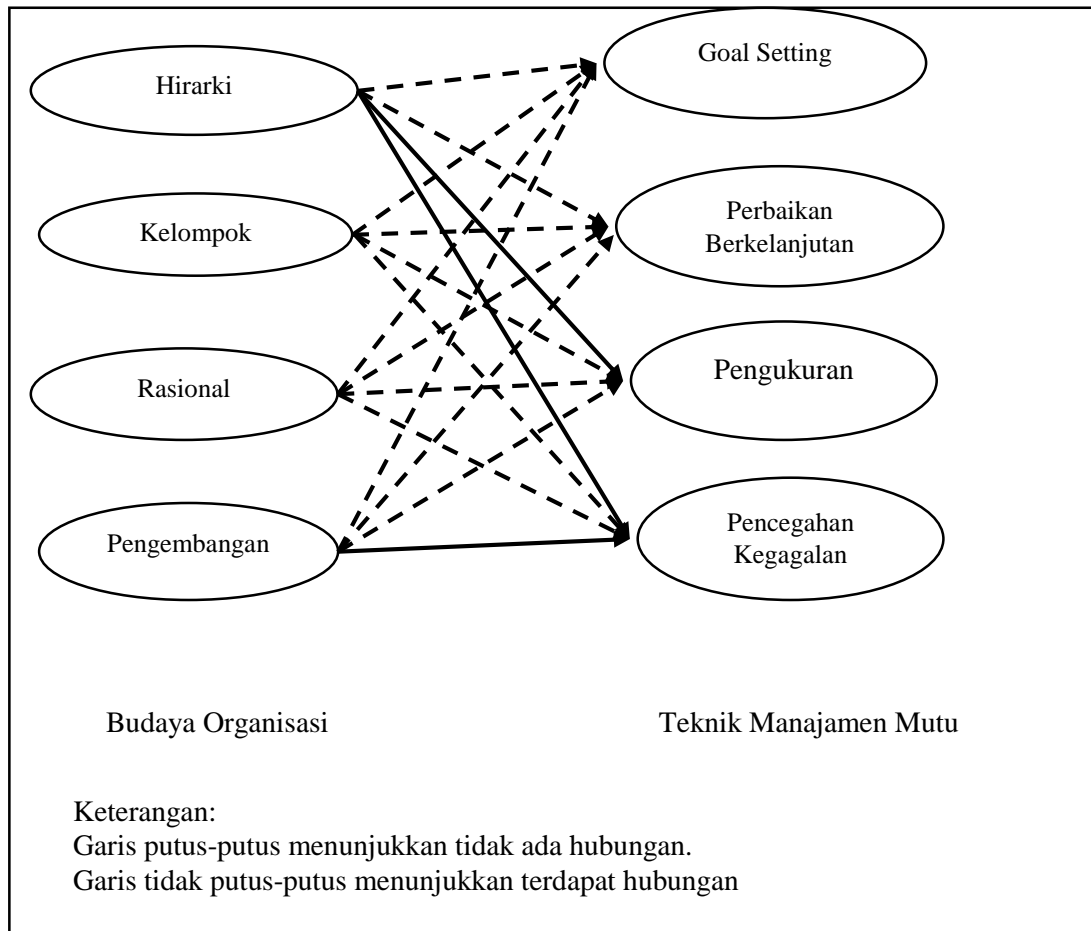 Hirarki
Goal Setting
Kelompok
Perbaikan
Berkelanjutan
Rasional
Pengukuran
Pengembangan
Pencegahan
Kegagalan
Budaya Organisasi
Teknik Manajamen Mutu
Keterangan:
Garis putus-putus menunjukkan tidak ada hubungan.
Garis tidak putus-putus menunjukkan terdapat hubungan